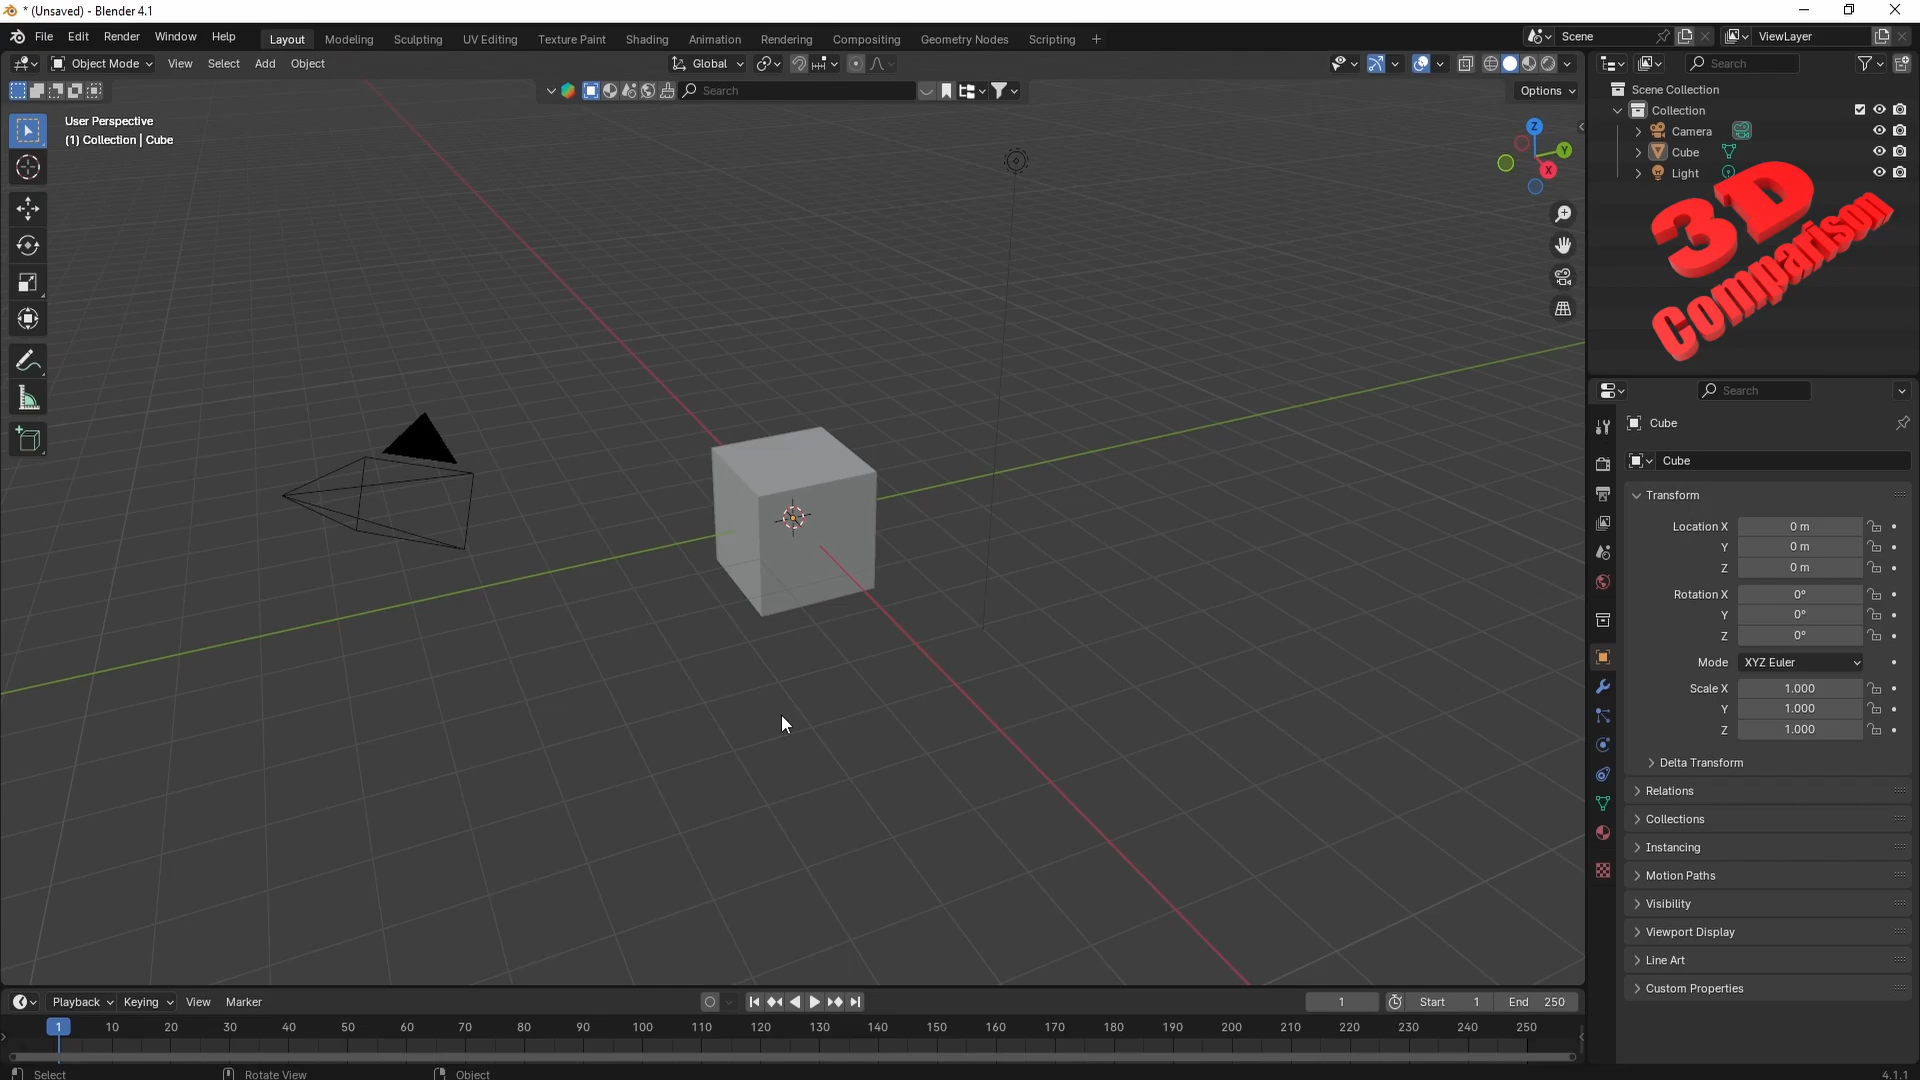 * (Unsaved) - Blender 4.1
File Edit Render Window Help Layout Modeling Sculpting UV Editing Texture Paint Shading Animation Rendering Compositing Geometry Nodes Scripting + Scene ViewLayer
Object Mode View Select Add Object Global Search
Search Options
User Perspective
(1) Collection | Cube
Z
Y
X
Scene Collection
Collection
Camera
Cube
Light
3D
Comparison
Search
Cube
Cube
Transform
Location X 0 m
Y 0 m
Z 0 m
Rotation X 0°
Y 0°
Z 0°
Mode XYZ Euler
Scale X 1.000
Y 1.000
Z 1.000
Delta Transform
Relations
Collections
Instancing
Motion Paths
Visibility
Viewport Display
Line Art
Custom Properties
Playback Keying View Marker 1 Start 1 End 250
1 10 20 30 40 50 60 70 80 90 100 110 120 130 140 150 160 170 180 190 200 210 220 230 240 250
Select Rotate View Object 4.1.1